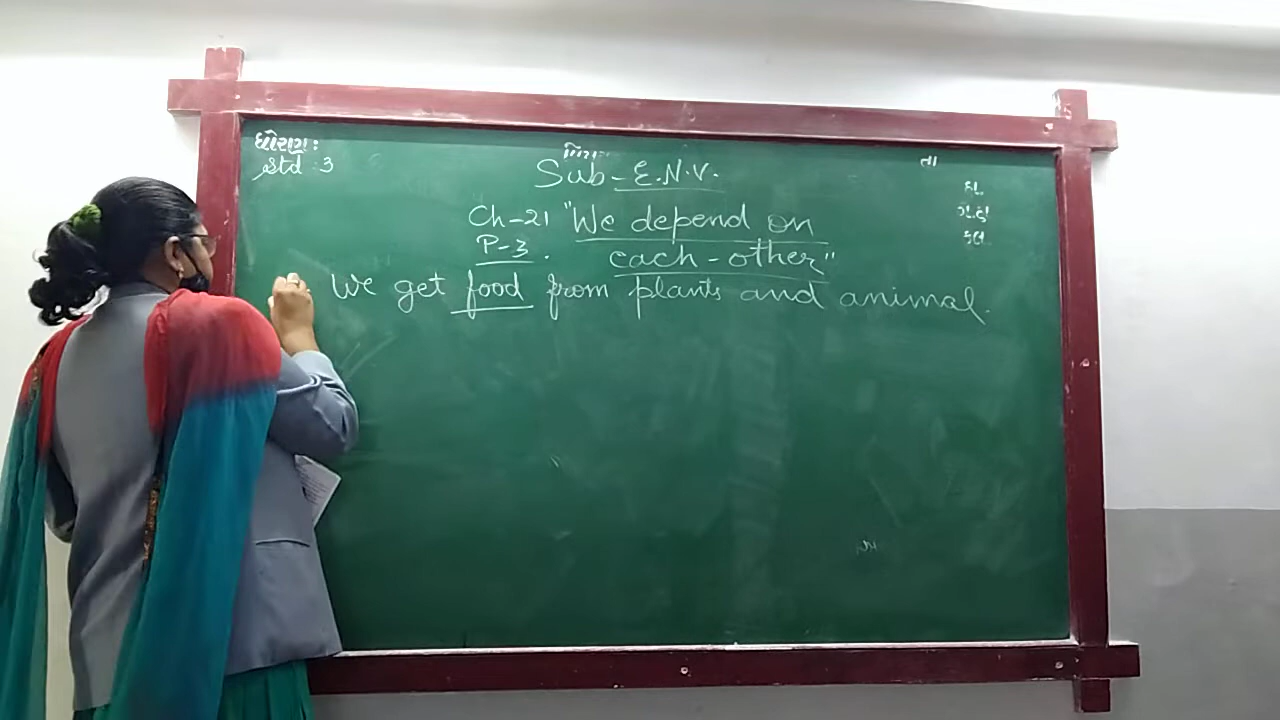 ધોરણ:
Std : 3
Sub - E.N.V.
Ch-21 "We depend on
P-3. each-other"
We get food from plants and animal.
તા